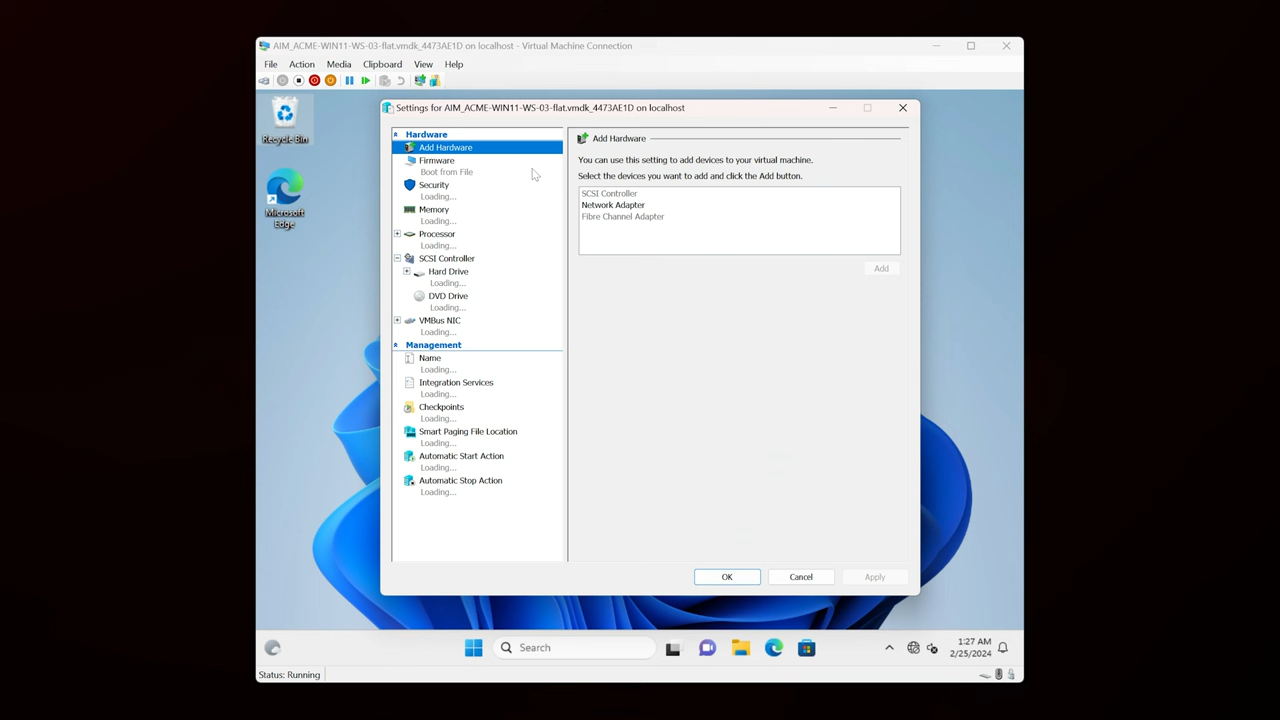 AIM_ACME-WIN11-WS-03-flat.vmdk_4473AE1D on localhost - Virtual Machine Connection
File Action Media Clipboard View Help
Recycle Bin
Microsoft
Edge
Settings for AIM_ACME-WIN11-WS-03-flat.vmdk_4473AE1D on localhost
Hardware
Add Hardware
Firmware
Boot from File
Security
Loading...
Memory
Loading...
Processor
Loading...
SCSI Controller
Hard Drive
Loading...
DVD Drive
Loading...
VMBus NIC
Loading...
Management
Name
Loading...
Integration Services
Loading...
Checkpoints
Loading...
Smart Paging File Location
Loading...
Automatic Start Action
Loading...
Automatic Stop Action
Loading...
Add Hardware
You can use this setting to add devices to your virtual machine.
Select the devices you want to add and click the Add button.
SCSI Controller
Network Adapter
Fibre Channel Adapter
Add
OK Cancel Apply
Search
1:27 AM
2/25/2024
Status: Running